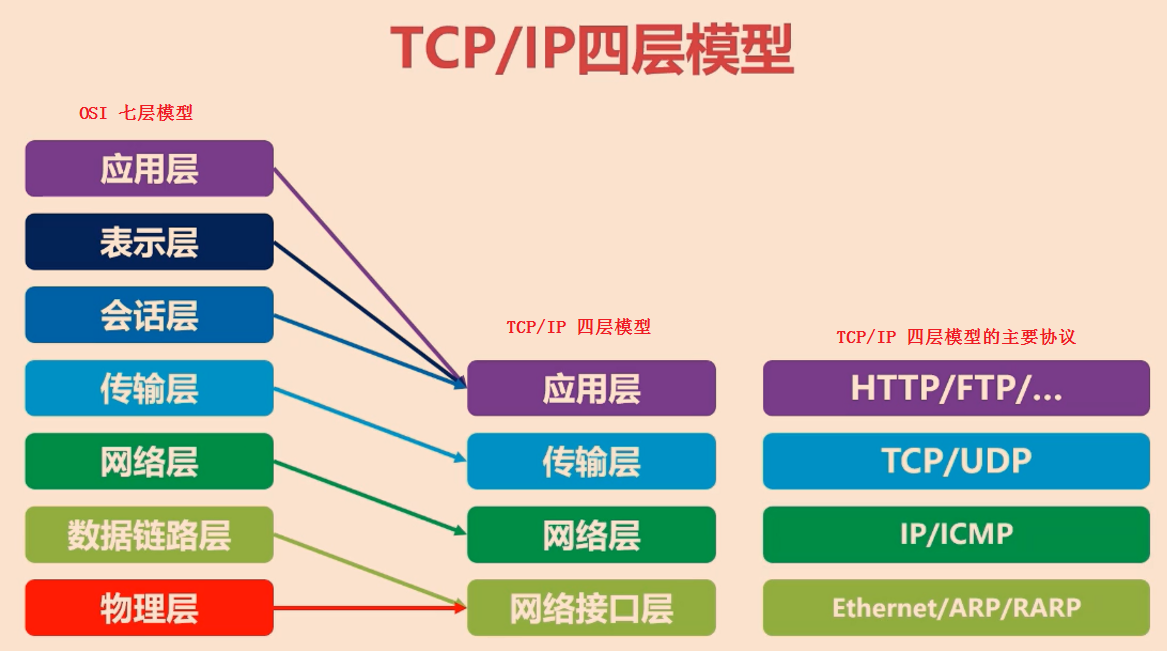 TCP/IP四层模型
OSI 七层模型
应用层
表示层
会话层
传输层
网络层
数据链路层
物理层
TCP/IP 四层模型
应用层
传输层
网络层
网络接口层
TCP/IP 四层模型的主要协议
HTTP/FTP/...
TCP/UDP
IP/ICMP
Ethernet/ARP/RARP